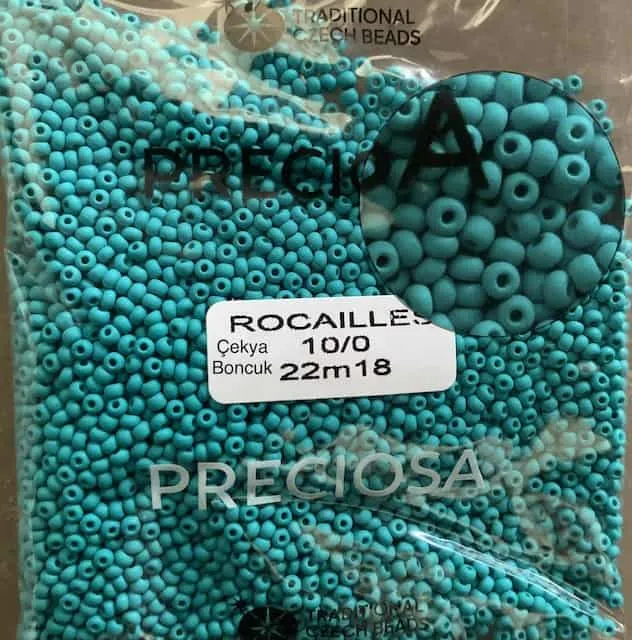 TRADITIONAL
CZECH BEADS
PRECIOSA
ROCAILLES
Çekya 10/0
Boncuk 22m18
PRECIOSA
TRADITIONAL
CZECH BEADS